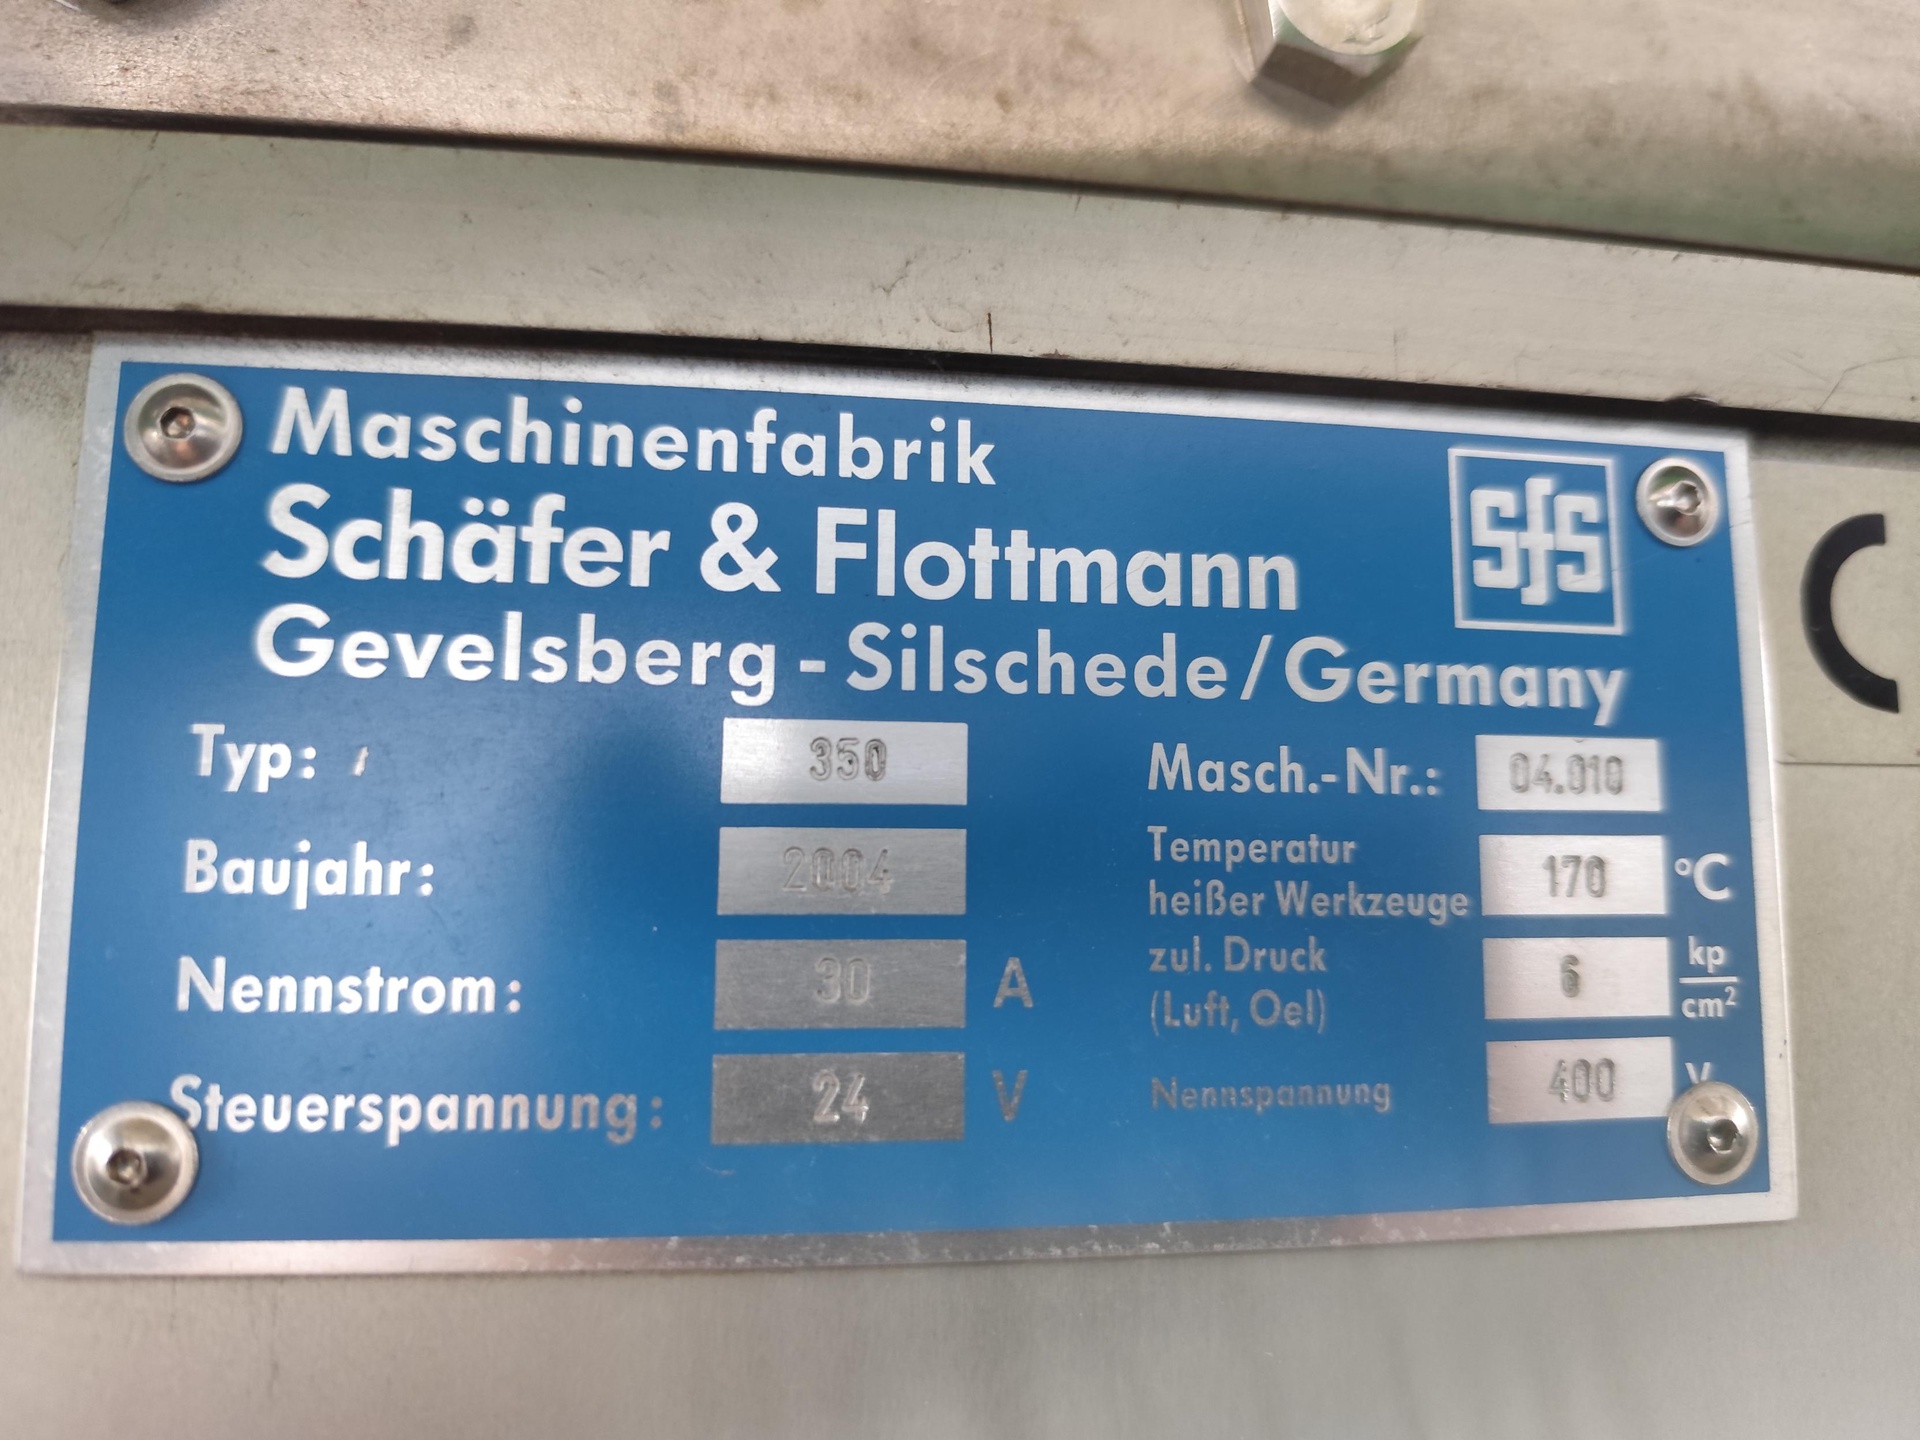 Maschinenfabrik
Schäfer & Flottmann
Gevelsberg - Silschede / Germany
sfs
Typ: 350
Baujahr: 2004
Nennstrom: 30 A
Steuerspannung: 24 V
Masch.-Nr.: 04.010
Temperatur
heißer Werkzeuge 170 °C
zul. Druck
(Luft, Oel) 6 kp/cm²
Nennspannung 400 V
C